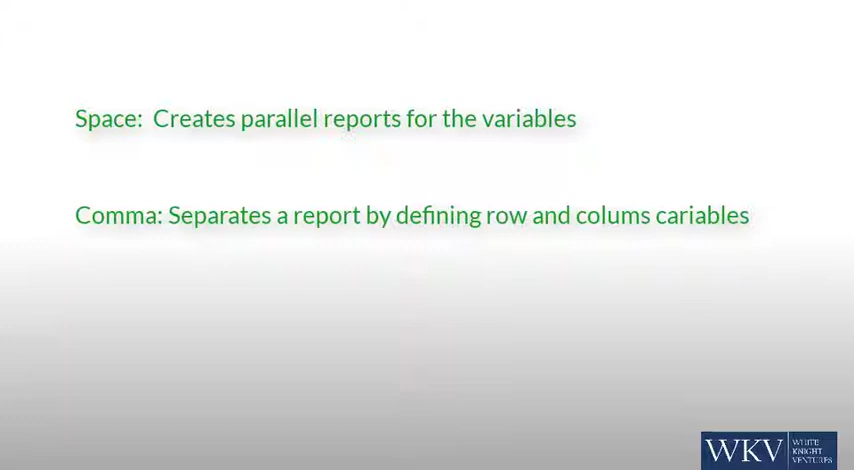 Space:  Creates parallel reports for the variables
Comma: Separates a report by defining row and colums cariables
WKV
WHITE
KNIGHT
VENTURES